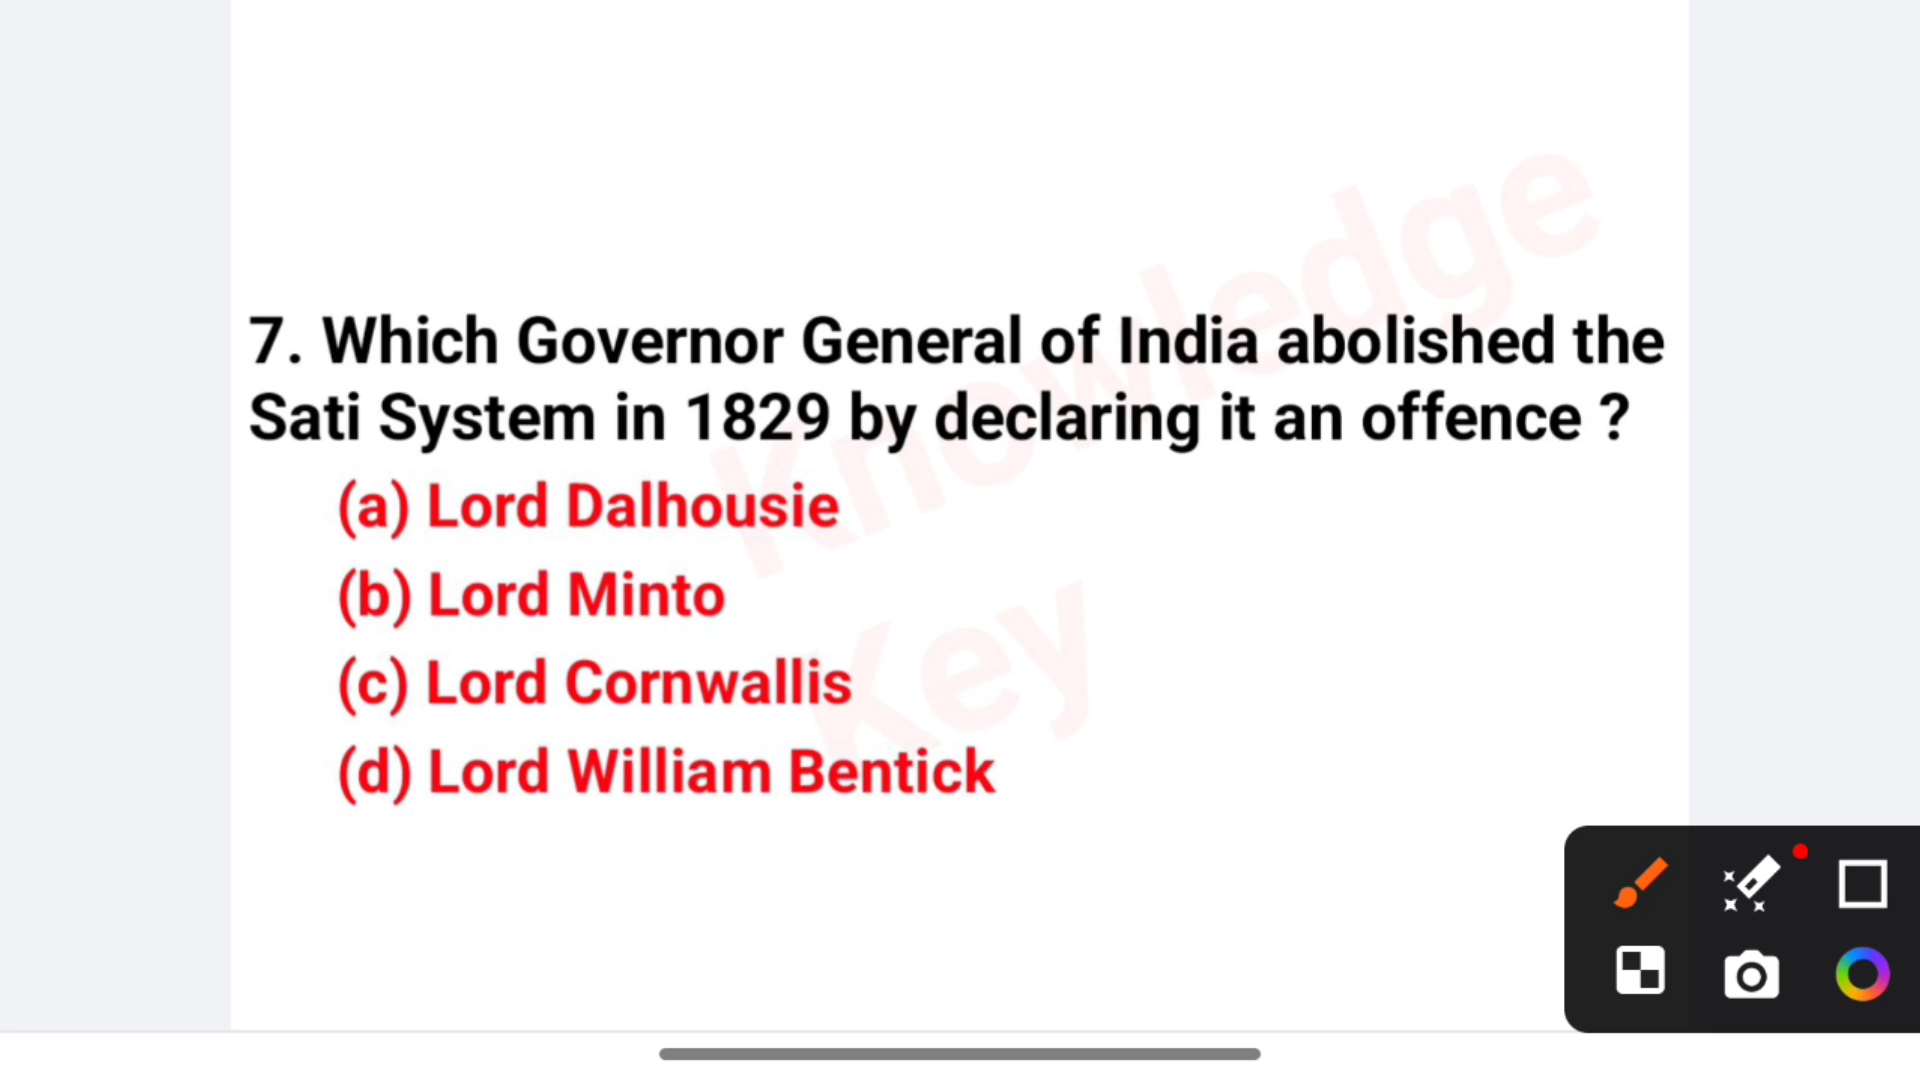 7. Which Governor General of India abolished the
Sati System in 1829 by declaring it an offence ?
(a) Lord Dalhousie
(b) Lord Minto
(c) Lord Cornwallis
(d) Lord William Bentick
Knowledge
Key